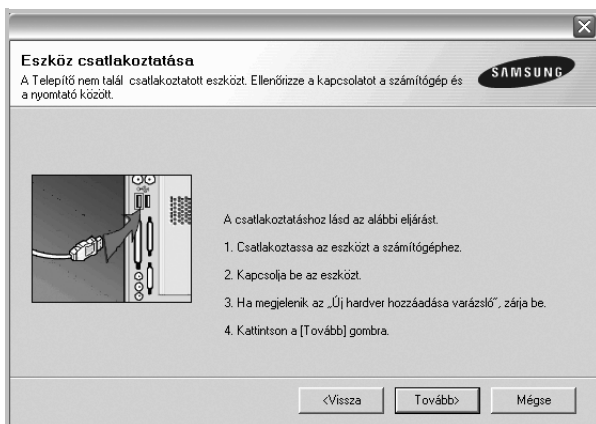 Eszköz csatlakoztatása
A Telepítő nem talál csatlakoztatott eszközt. Ellenőrizze a kapcsolatot a számítógép és
a nyomtató között.
SAMSUNG
A csatlakoztatáshoz lásd az alábbi eljárást.
1. Csatlakoztassa az eszközt a számítógéphez.
2. Kapcsolja be az eszközt.
3. Ha megjelenik az „Új hardver hozzáadása varázsló”, zárja be.
4. Kattintson a [Tovább] gombra.
<Vissza
Tovább>
Mégse